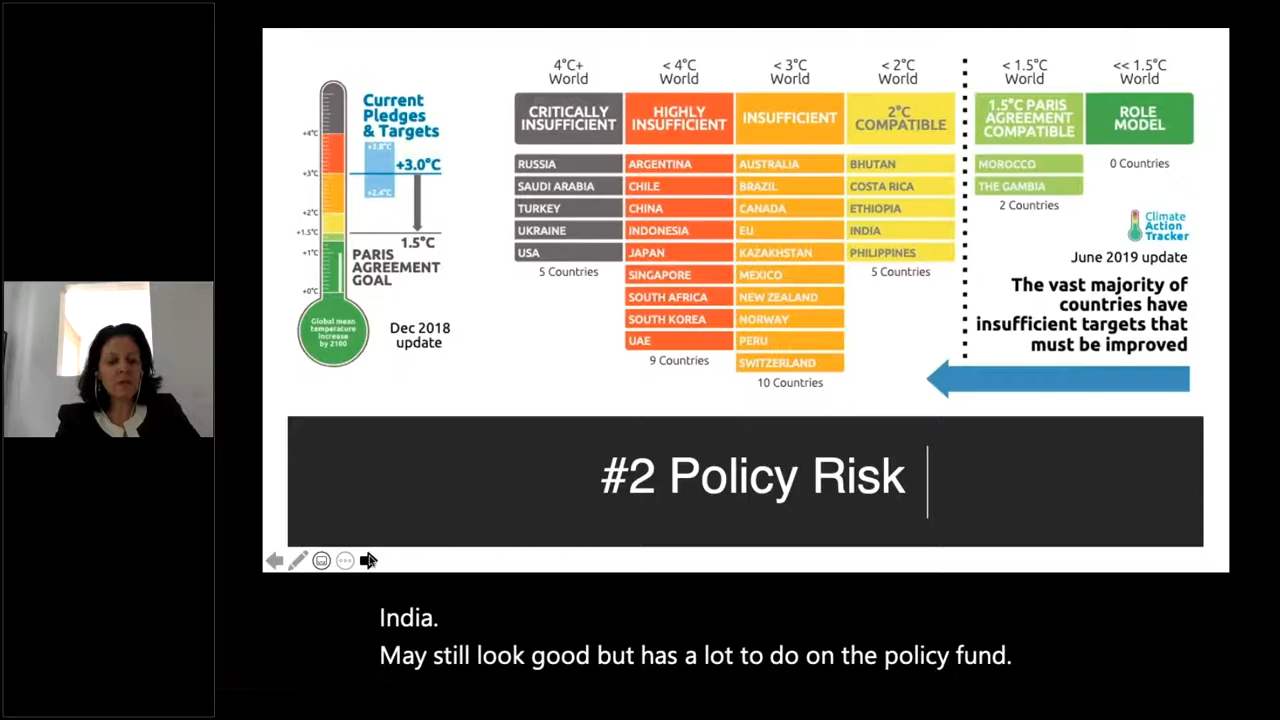 4°C+
World
< 4°C
World
< 3°C
World
< 2°C
World
< 1.5°C
World
<< 1.5°C
World
CRITICALLY
INSUFFICIENT
HIGHLY
INSUFFICIENT
INSUFFICIENT
2°C
COMPATIBLE
1.5°C PARIS
AGREEMENT
COMPATIBLE
ROLE
MODEL
Current
Pledges
& Targets
+3.8°C
+3.0°C
+2.4°C
1.5°C
PARIS
AGREEMENT
GOAL
+4°C
+3°C
+2°C
+1.5°C
+1°C
+0°C
Global mean
temperature
increase
by 2100
Dec 2018
update
RUSSIA
SAUDI ARABIA
TURKEY
UKRAINE
USA
5 Countries
ARGENTINA
CHILE
CHINA
INDONESIA
JAPAN
SINGAPORE
SOUTH AFRICA
SOUTH KOREA
UAE
9 Countries
AUSTRALIA
BRAZIL
CANADA
EU
KAZAKHSTAN
MEXICO
NEW ZEALAND
NORWAY
PERU
SWITZERLAND
10 Countries
BHUTAN
COSTA RICA
ETHIOPIA
INDIA
PHILIPPINES
5 Countries
MOROCCO
THE GAMBIA
2 Countries
0 Countries
Climate
Action
Tracker
June 2019 update
The vast majority of
countries have
insufficient targets that
must be improved
#2 Policy Risk
India.
May still look good but has a lot to do on the policy fund.